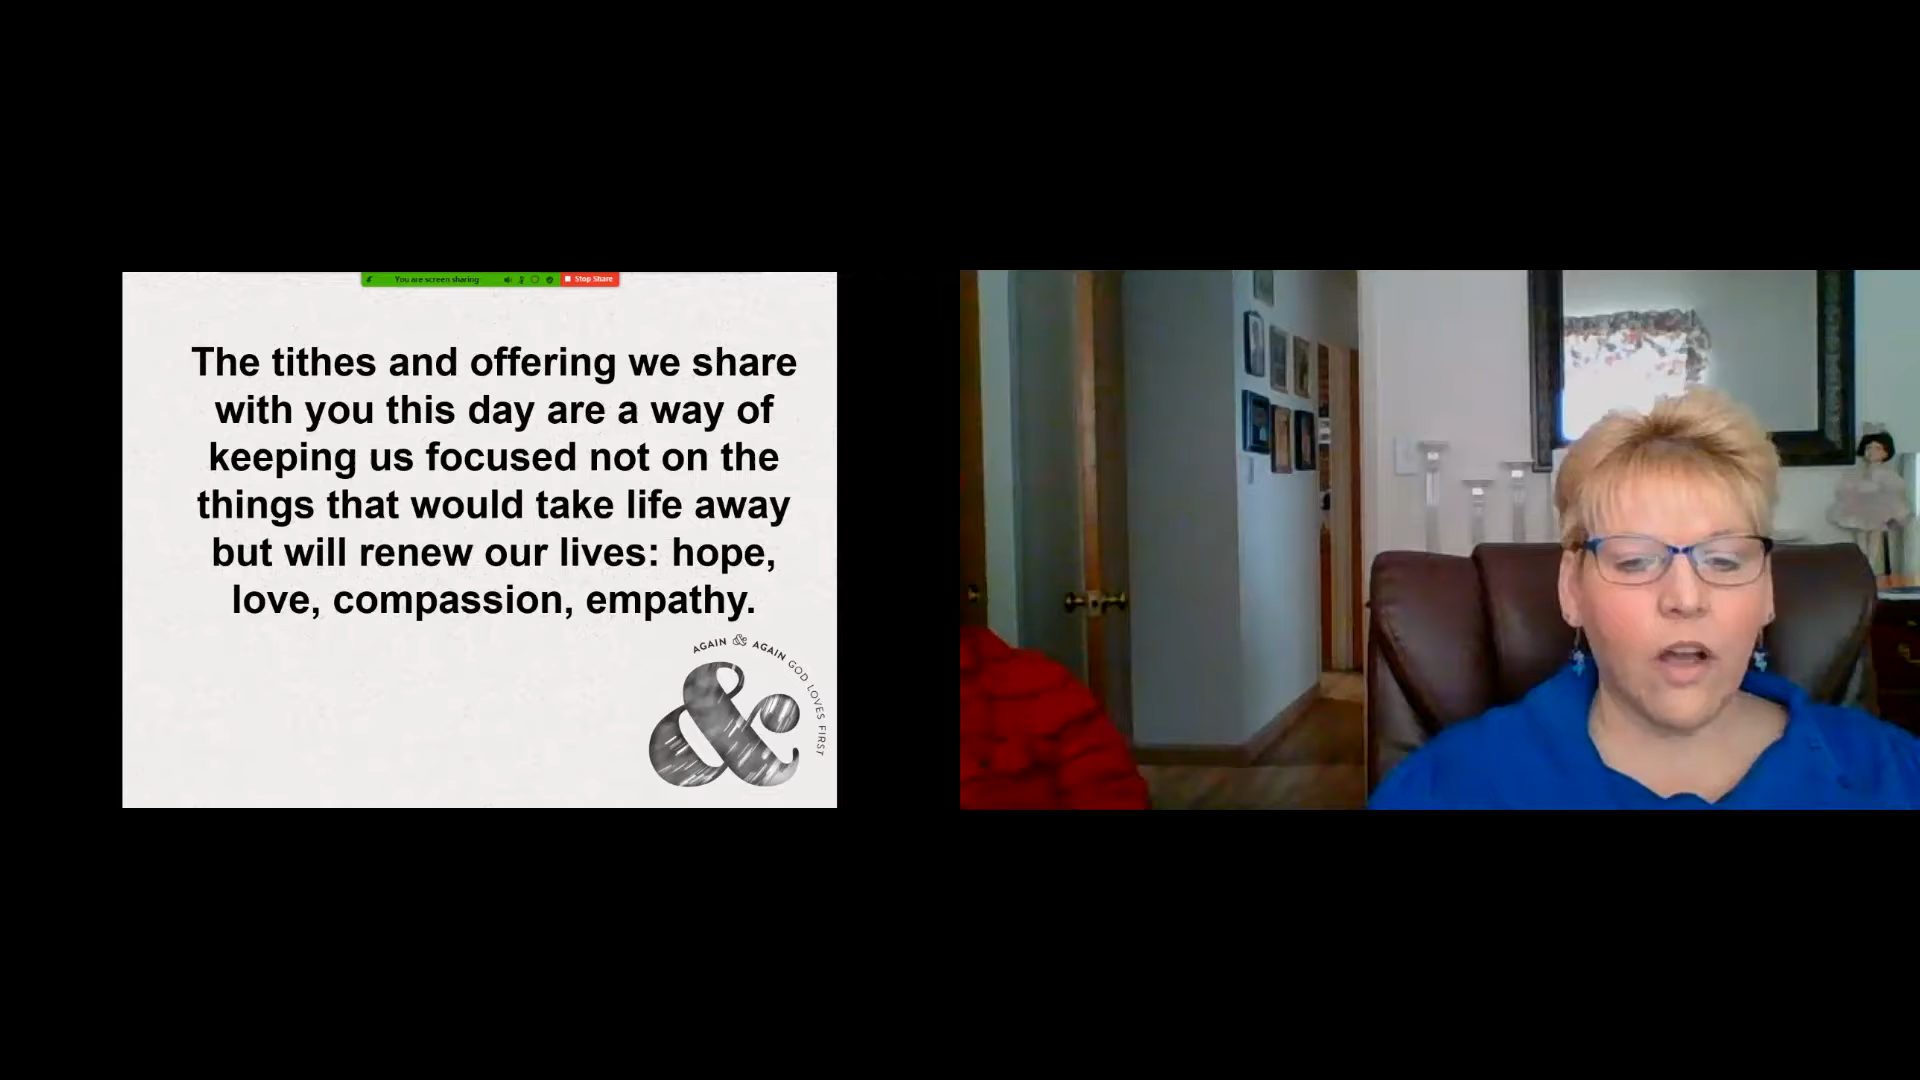 You are screen sharing
Stop Share
The tithes and offering we share
with you this day are a way of
keeping us focused not on the
things that would take life away
but will renew our lives: hope,
love, compassion, empathy.
AGAIN & AGAIN GOD LOVES FIRST
&